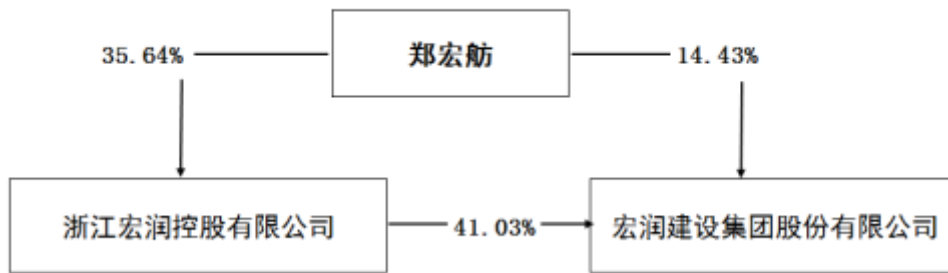 郑宏舫
35.64%
14.43%
浙江宏润控股有限公司
41.03%
宏润建设集团股份有限公司